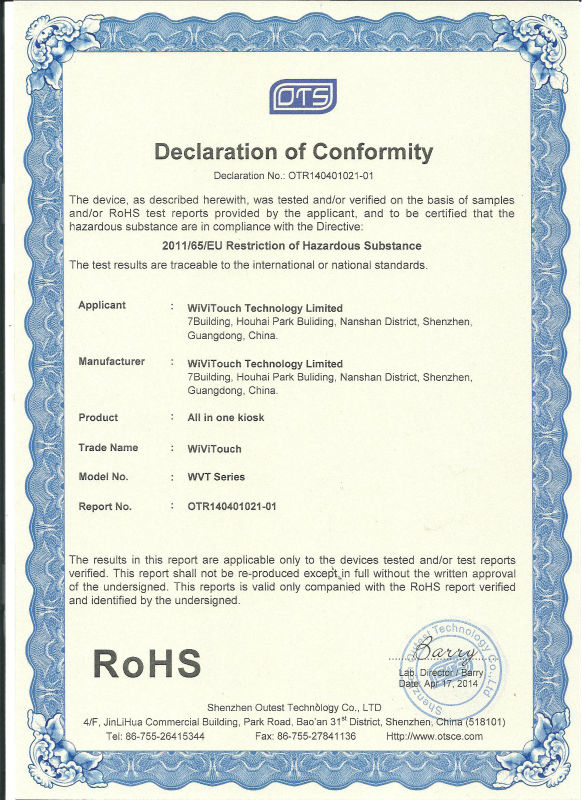 OTS
Declaration of Conformity
Declaration No.: OTR140401021-01
The device, as described herewith, was tested and/or verified on the basis of samples
and/or RoHS test reports provided by the applicant, and to be certified that the
hazardous substance are in compliance with the Directive:
2011/65/EU Restriction of Hazardous Substance
The test results are traceable to the international or national standards.
Applicant : WiViTouch Technology Limited
7Building, Houhai Park Buliding, Nanshan District, Shenzhen,
Guangdong, China.
Manufacturer : WiViTouch Technology Limited
7Building, Houhai Park Buliding, Nanshan District, Shenzhen,
Guangdong, China.
Product : All in one kiosk
Trade Name : WiViTouch
Model No. : WVT Series
Report No. : OTR140401021-01
The results in this report are applicable only to the devices tested and/or test reports
verified. This report shall not be re-produced except in full without the written approval
of the undersigned. This reports is valid only companied with the RoHS report verified
and identified by the undersigned.
RoHS
Barry
Lab. Director / Barry
Date: Apr 17, 2014
Shenzhen Outest Technology Co., Ltd
Shenzhen Outest Technology Co., LTD
4/F, JinLiHua Commercial Building, Park Road, Bao'an 31st District, Shenzhen, China (518101)
Tel: 86-755-26415344 Fax: 86-755-27841136 Http://www.otsce.com